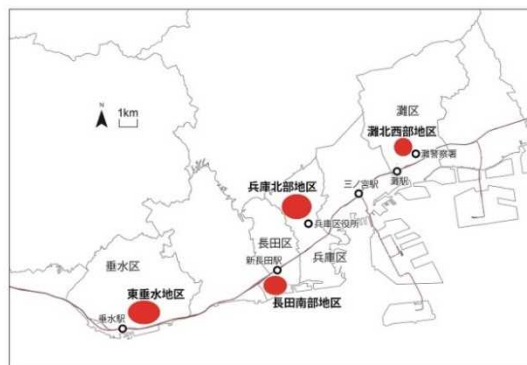 N
1km
灘区
灘北西部地区
灘警察署
三ノ宮駅
灘駅
兵庫北部地区
兵庫区役所
長田区
新長田駅
兵庫区
垂水区
東垂水地区
長田南部地区
垂水駅